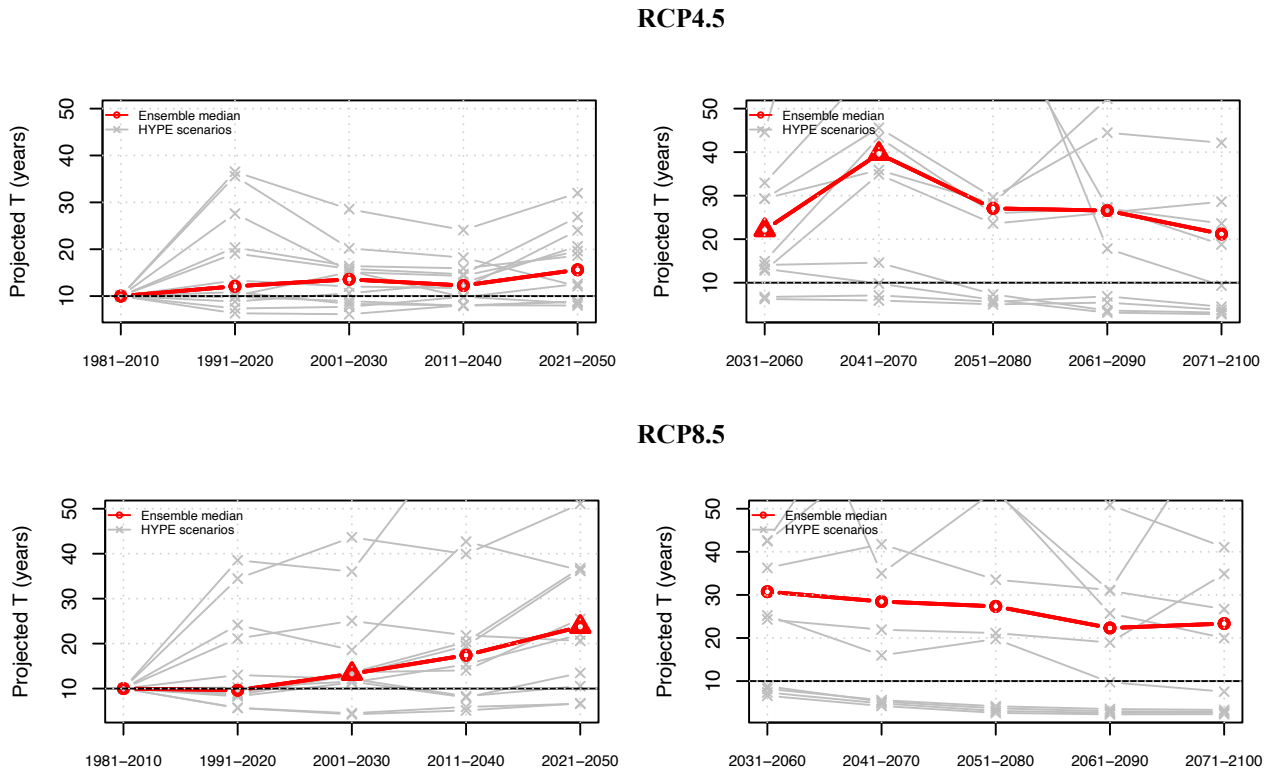 RCP4.5
Projected T (years)
50
40
30
20
10
Ensemble median
HYPE scenarios
1981–2010 1991–2020 2001–2030 2011–2040 2021–2050
Projected T (years)
50
40
30
20
10
Ensemble median
HYPE scenarios
2031–2060 2041–2070 2051–2080 2061–2090 2071–2100
RCP8.5
Projected T (years)
50
40
30
20
10
Ensemble median
HYPE scenarios
1981–2010 1991–2020 2001–2030 2011–2040 2021–2050
Projected T (years)
50
40
30
20
10
Ensemble median
HYPE scenarios
2031–2060 2041–2070 2051–2080 2061–2090 2071–2100